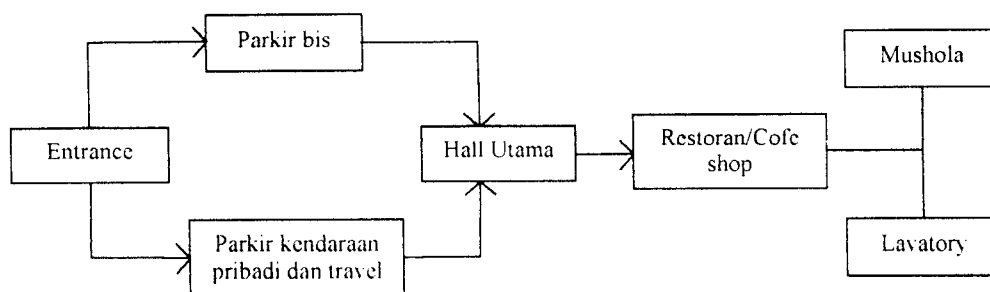 Parkir bis
Mushola
Entrance
Hall Utama
Restoran/Cofe
shop
Parkir kendaraan
pribadi dan travel
Lavatory